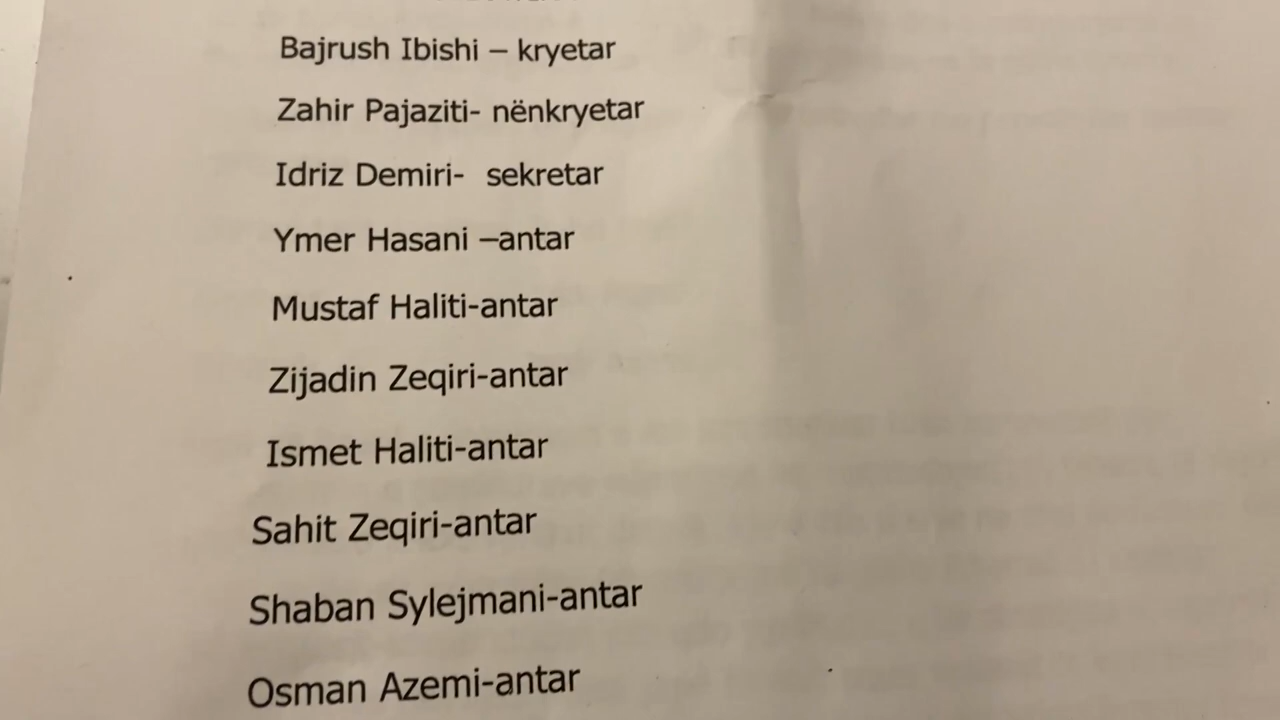 Bajrush Ibishi – kryetar
Zahir Pajaziti- nënkryetar
Idriz Demiri- sekretar
Ymer Hasani –antar
Mustaf Haliti-antar
Zijadin Zeqiri-antar
Ismet Haliti-antar
Sahit Zeqiri-antar
Shaban Sylejmani-antar
Osman Azemi-antar